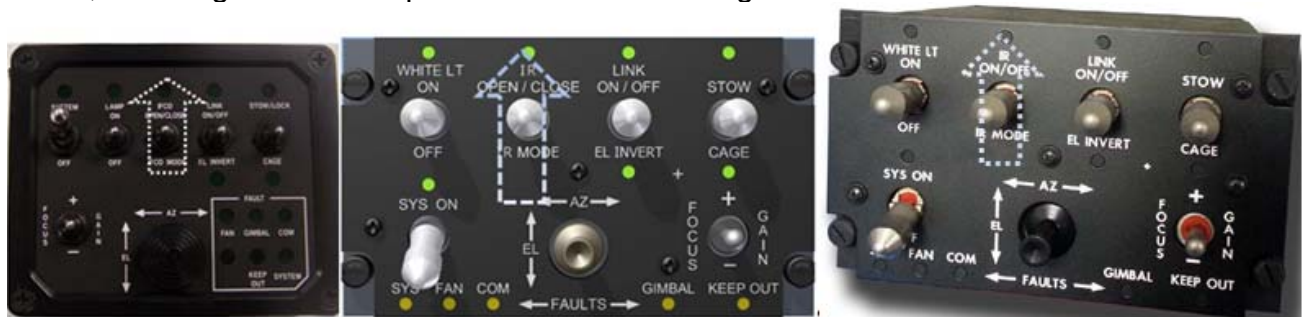 SYSTEM LAMP IFCD LINK STOW/LOCK
ON OPEN/CLOSE ON/OFF
OFF OFF FCD MODE EL INVERT CAGE
FAULT
+ AZ
FOCUS GAIN
FAN GIMBAL COM
EL
−
KEEP SYSTEM
OUT
WHITE LT IR LINK
ON OPEN / CLOSE ON / OFF STOW
OFF IR MODE EL INVERT CAGE
+
SYS ON AZ +
FOCUS GAIN
EL
−
SYS FAN COM FAULTS GIMBAL KEEP OUT
WHITE LT IR LINK
ON ON/OFF ON/OFF STOW
OFF IR MODE EL INVERT CAGE
+
SYS ON AZ +
FOCUS GAIN
EL
−
F
FAN COM FAULTS GIMBAL KEEP OUT